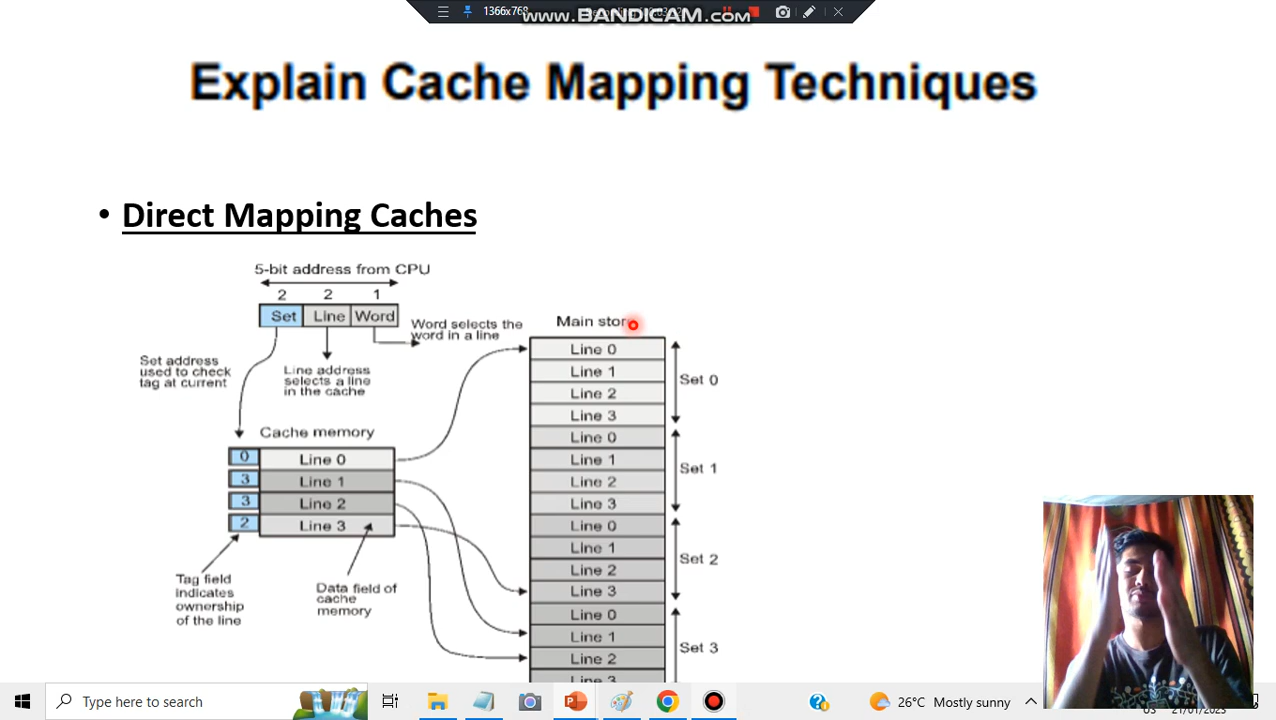 1366x768
www.BANDICAM.com
Explain Cache Mapping Techniques
• Direct Mapping Caches
5-bit address from CPU
2 2 1
Set Line Word
Word selects the
word in a line
Set address
used to check
tag at current
Line address
selects a line
in the cache
Cache memory
0 Line 0
3 Line 1
3 Line 2
2 Line 3
Tag field
indicates
ownership
of the line
Data field of
cache
memory
Main stor
Line 0
Line 1
Line 2
Line 3
Set 0
Line 0
Line 1
Line 2
Line 3
Set 1
Line 0
Line 1
Line 2
Line 3
Set 2
Line 0
Line 1
Line 2
Line 3
Set 3
Type here to search
26°C Mostly sunny
21/01/2023